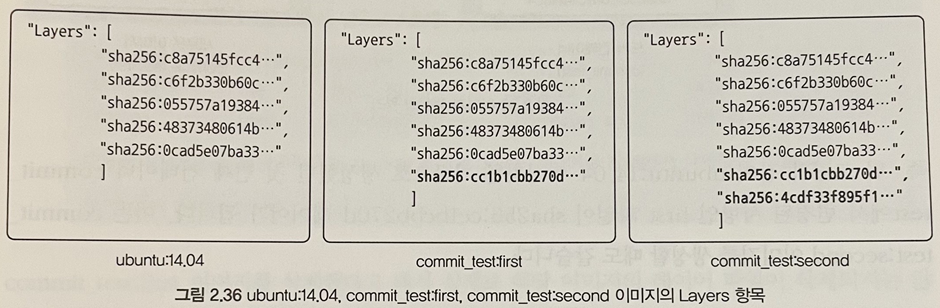 "Layers": [
"sha256:c8a75145fcc4…",
"sha256:c6f2b330b60c…",
"sha256:055757a19384…",
"sha256:48373480614b…",
"sha256:0cad5e07ba33…"
]
ubuntu:14.04
"Layers": [
"sha256:c8a75145fcc4…",
"sha256:c6f2b330b60c…",
"sha256:055757a19384…",
"sha256:48373480614b…",
"sha256:0cad5e07ba33…",
"sha256:cc1b1cbb270d…"
]
commit_test:first
"Layers": [
"sha256:c8a75145fcc4…",
"sha256:c6f2b330b60c…",
"sha256:055757a19384…",
"sha256:48373480614b…",
"sha256:0cad5e07ba33…",
"sha256:cc1b1cbb270d…",
"sha256:4cdf33f895f1…"
]
commit_test:second
그림 2.36 ubuntu:14.04, commit_test:first, commit_test:second 이미지의 Layers 항목